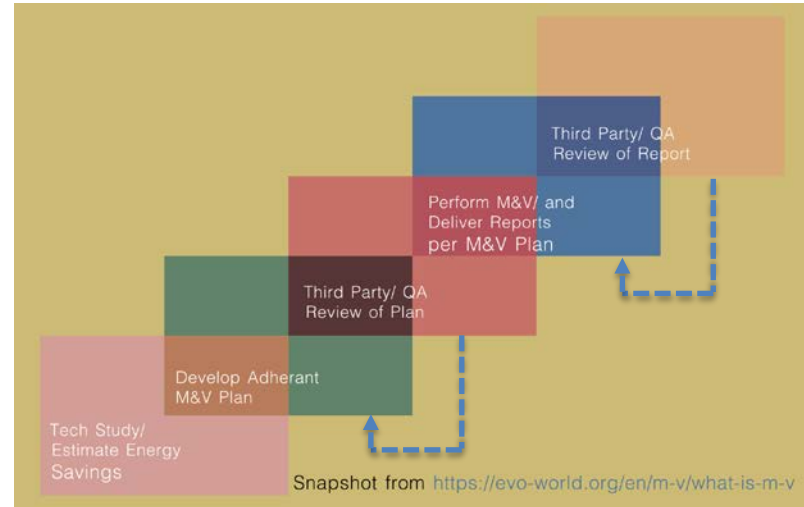 Third Party/ QA
Review of Report
Perform M&V/ and
Deliver Reports
per M&V Plan
Third Party/ QA
Review of Plan
Develop Adherant
M&V Plan
Tech Study/
Estimate Energy
Savings
Snapshot from https://evo-world.org/en/m-v/what-is-m-v